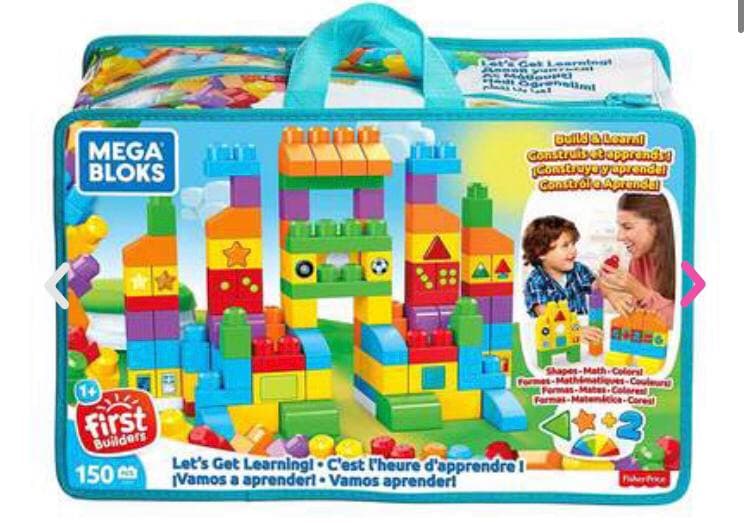 Let's Get Learning!
MEGA
BLOKS
Build & Learn!
Construis et apprends!
¡Construye y aprende!
Constrói e Aprende!
Shapes • Math • Colors!
Formas • Mathématiques • Couleurs!
Formas • Mates • Colores!
Formas • Matemática • Cores!
+2
1+
first
Builders
150
Let's Get Learning! • C'est l'heure d'apprendre !
¡Vamos a aprender! • Vamos aprender!
Fisher-Price